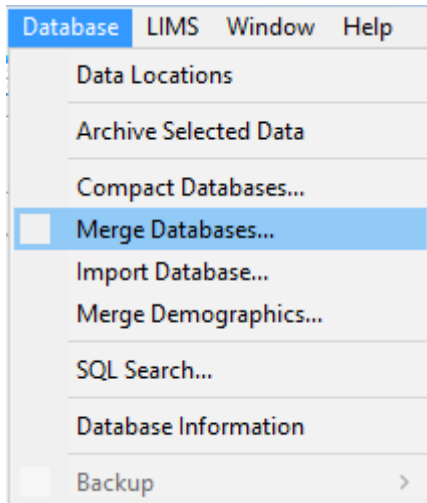 Database LIMS Window Help
Data Locations
Archive Selected Data
Compact Databases...
Merge Databases...
Import Database...
Merge Demographics...
SQL Search...
Database Information
Backup >